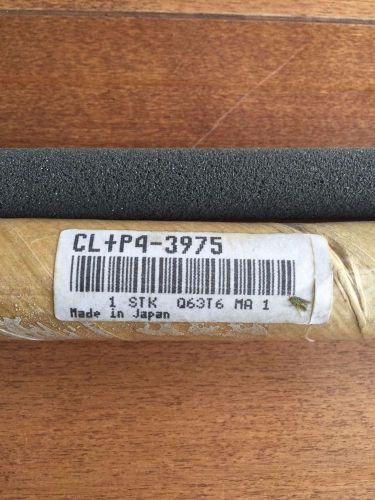 CL+P4-3975
1 STK Q63T6 MA 1
Made in Japan